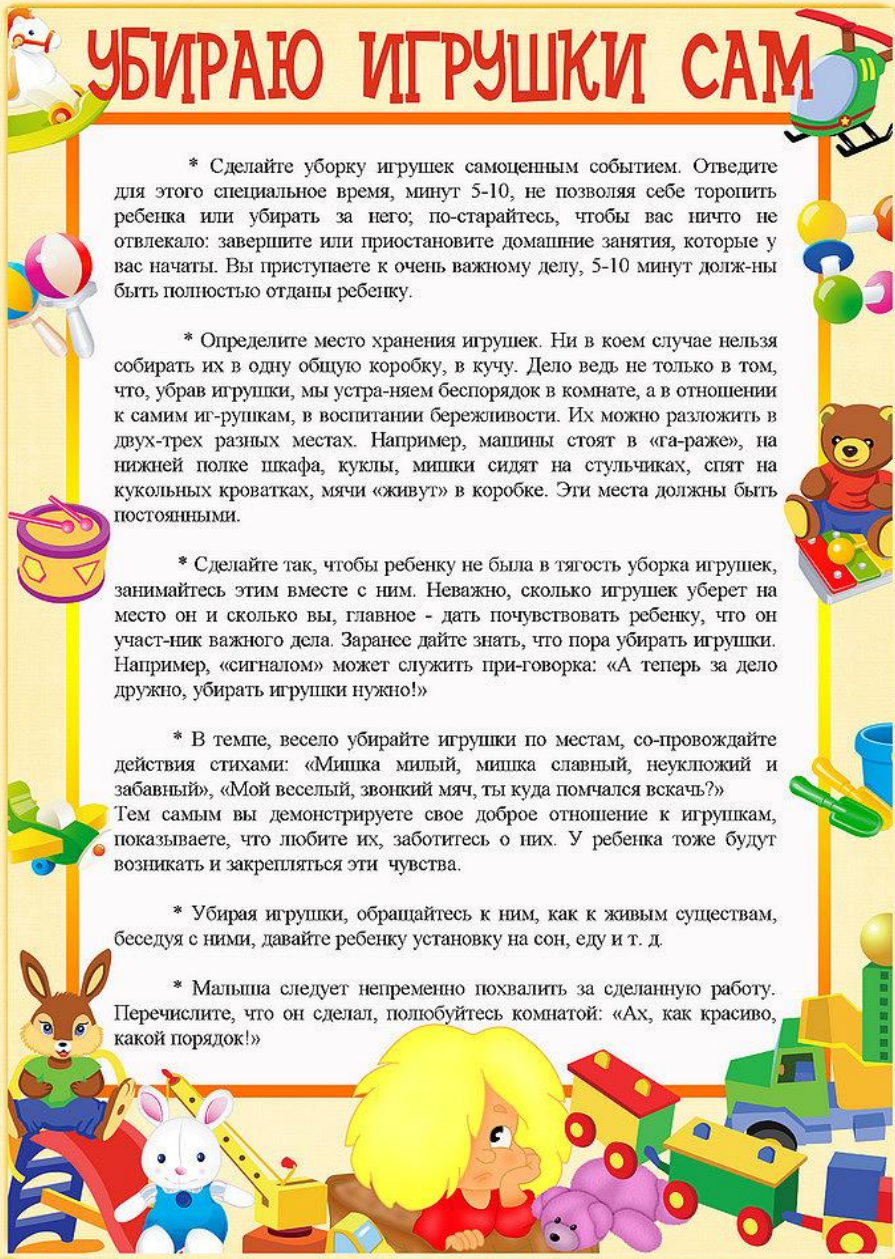 УБИРАЮ ИГРУШКИ САМ
* Сделайте уборку игрушек самоценным событием. Отведите
для этого специальное время, минут 5-10, не позволяя себе торопить
ребенка или убирать за него; по-старайтесь, чтобы вас ничто не
отвлекало: завершите или приостановите домашние занятия, которые у
вас начаты. Вы приступаете к очень важному делу, 5-10 минут долж-ны
быть полностью отданы ребенку.
* Определите место хранения игрушек. Ни в коем случае нельзя
собирать их в одну общую коробку, в кучу. Дело ведь не только в том,
что, убрав игрушки, мы устра-няем беспорядок в комнате, а в отношении
к самим иг-рушкам, в воспитании бережливости. Их можно разложить в
двух-трех разных местах. Например, машины стоят в «га-раже», на
нижней полке шкафа, куклы, мишки сидят на стульчиках, спят на
кукольных кроватках, мячи «живут» в коробке. Эти места должны быть
постоянными.
* Сделайте так, чтобы ребенку не была в тягость уборка игрушек,
занимайтесь этим вместе с ним. Неважно, сколько игрушек уберет на
место он и сколько вы, главное - дать почувствовать ребенку, что он
участ-ник важного дела. Заранее дайте знать, что пора убирать игрушки.
Например, «сигналом» может служить при-говорка: «А теперь за дело
дружно, убирать игрушки нужно!»
* В темпе, весело убирайте игрушки по местам, со-провождайте
действия стихами: «Мишка милый, мишка славный, неуклюжий и
забавный», «Мой веселый, звонкий мяч, ты куда помчался вскачь?»
Тем самым вы демонстрируете свое доброе отношение к игрушкам,
показываете, что любите их, заботитесь о них. У ребенка тоже будут
возникать и закрепляться эти чувства.
* Убирая игрушки, обращайтесь к ним, как к живым существам,
беседуя с ними, давайте ребенку установку на сон, еду и т. д.
* Малыша следует непременно похвалить за сделанную работу.
Перечислите, что он сделал, полюбуйтесь комнатой: «Ах, как красиво,
какой порядок!»